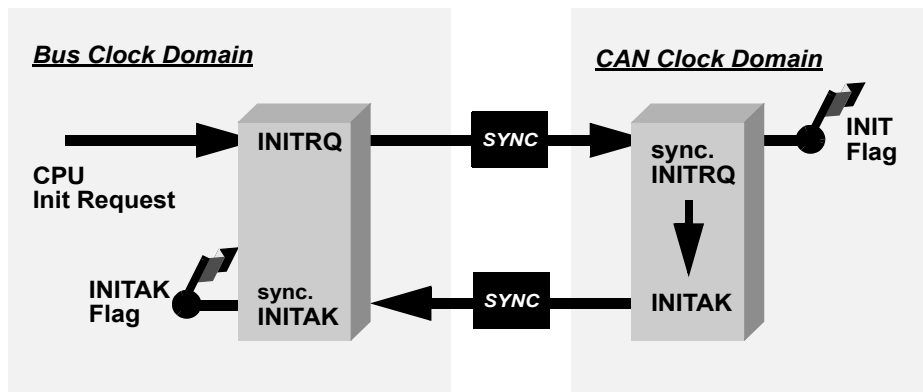 Bus Clock Domain
CAN Clock Domain
CPU
Init Request
INITRQ
SYNC
sync.
INITRQ
INIT
Flag
INITAK
Flag
sync.
INITAK
SYNC
INITAK